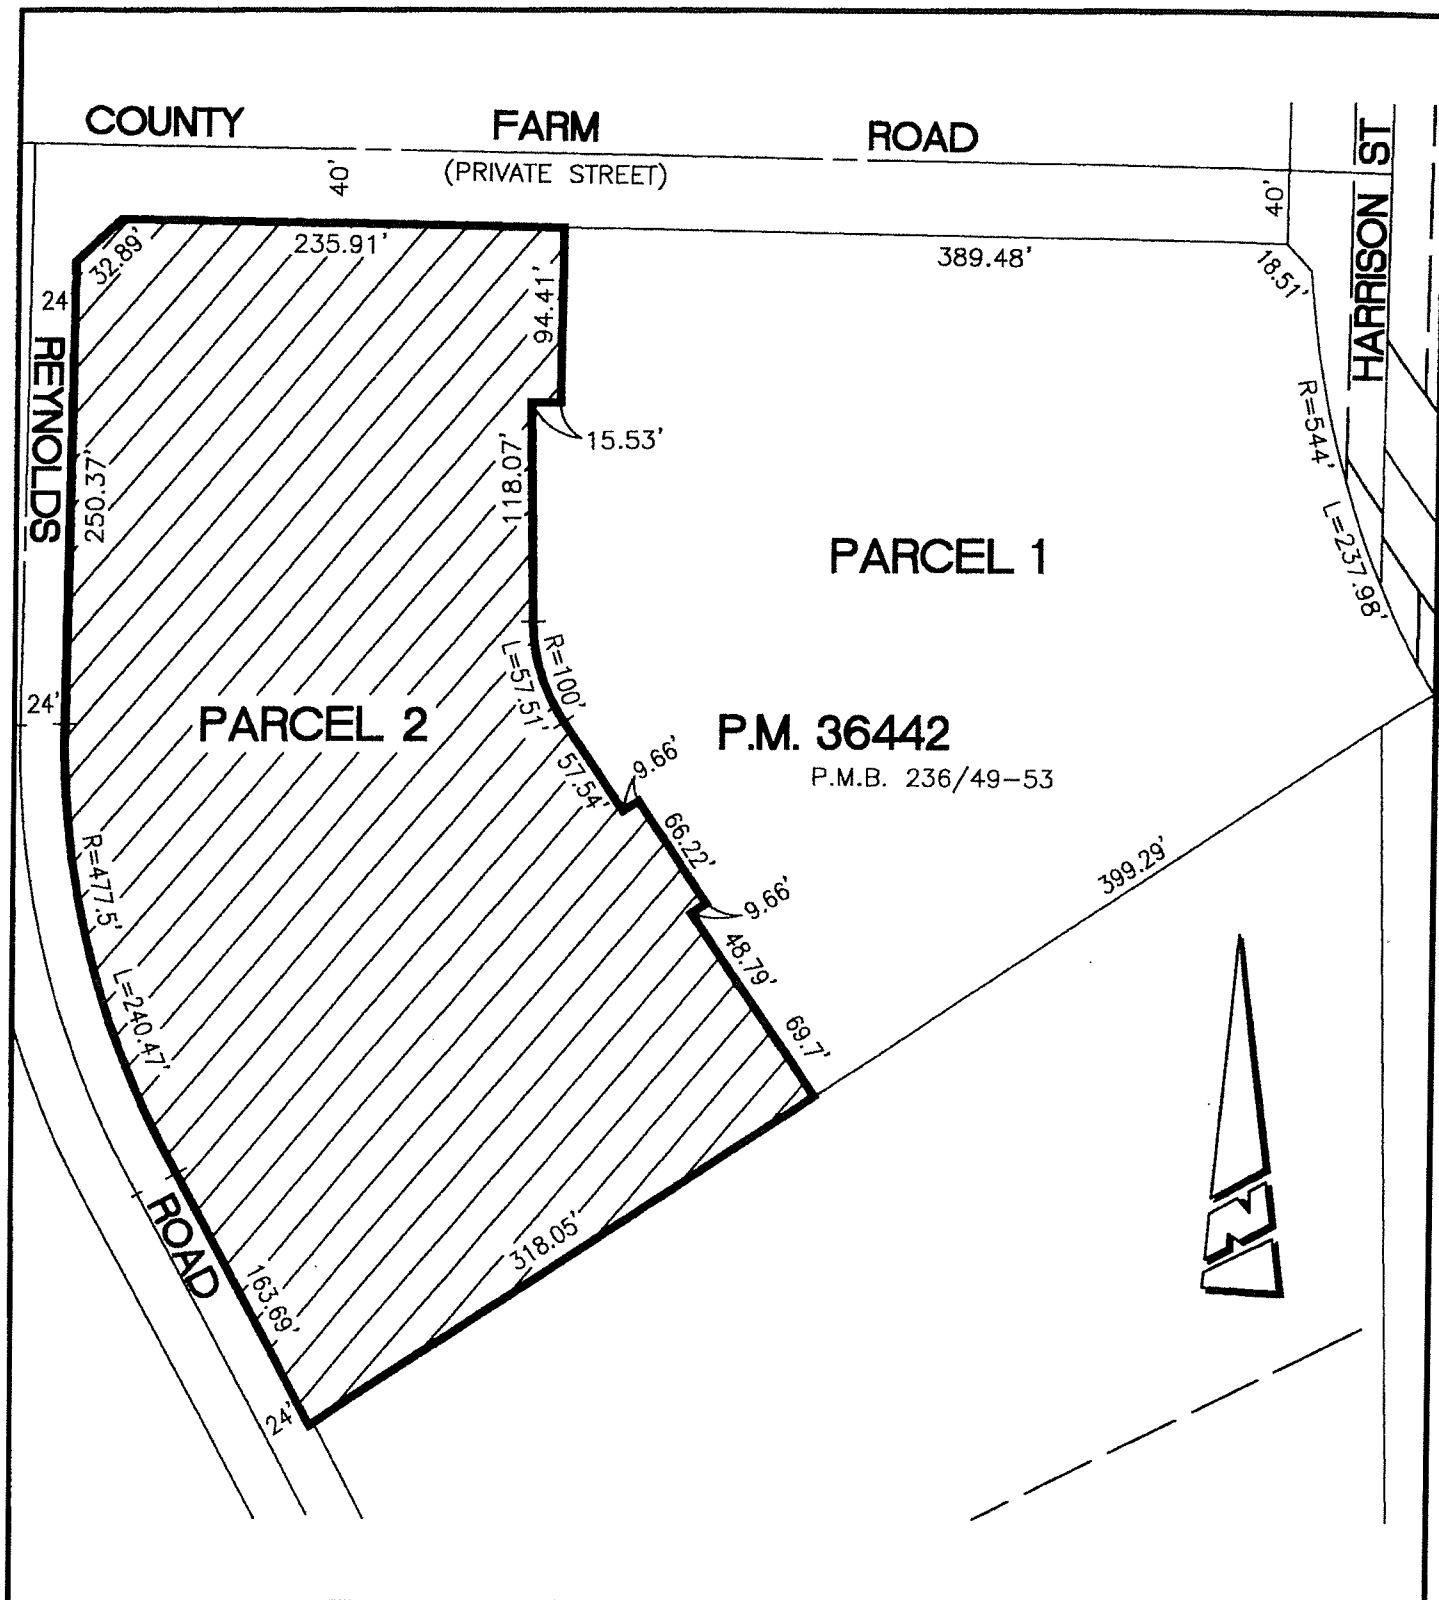 COUNTY FARM ROAD
(PRIVATE STREET)
40'
40'
HARRISON ST
32.89'
235.91'
389.48'
18.51'
24
94.41'
REYNOLDS
250.37'
15.53'
118.07'
R=544'
L=237.98'
PARCEL 1
R=100'
L=57.51'
24'
PARCEL 2
P.M. 36442
P.M.B. 236/49-53
9.66'
57.54'
66.22'
R=477.5'
9.66'
399.29'
48.79'
L=240.47'
69.7'
ROAD
318.05'
163.69'
24'
N